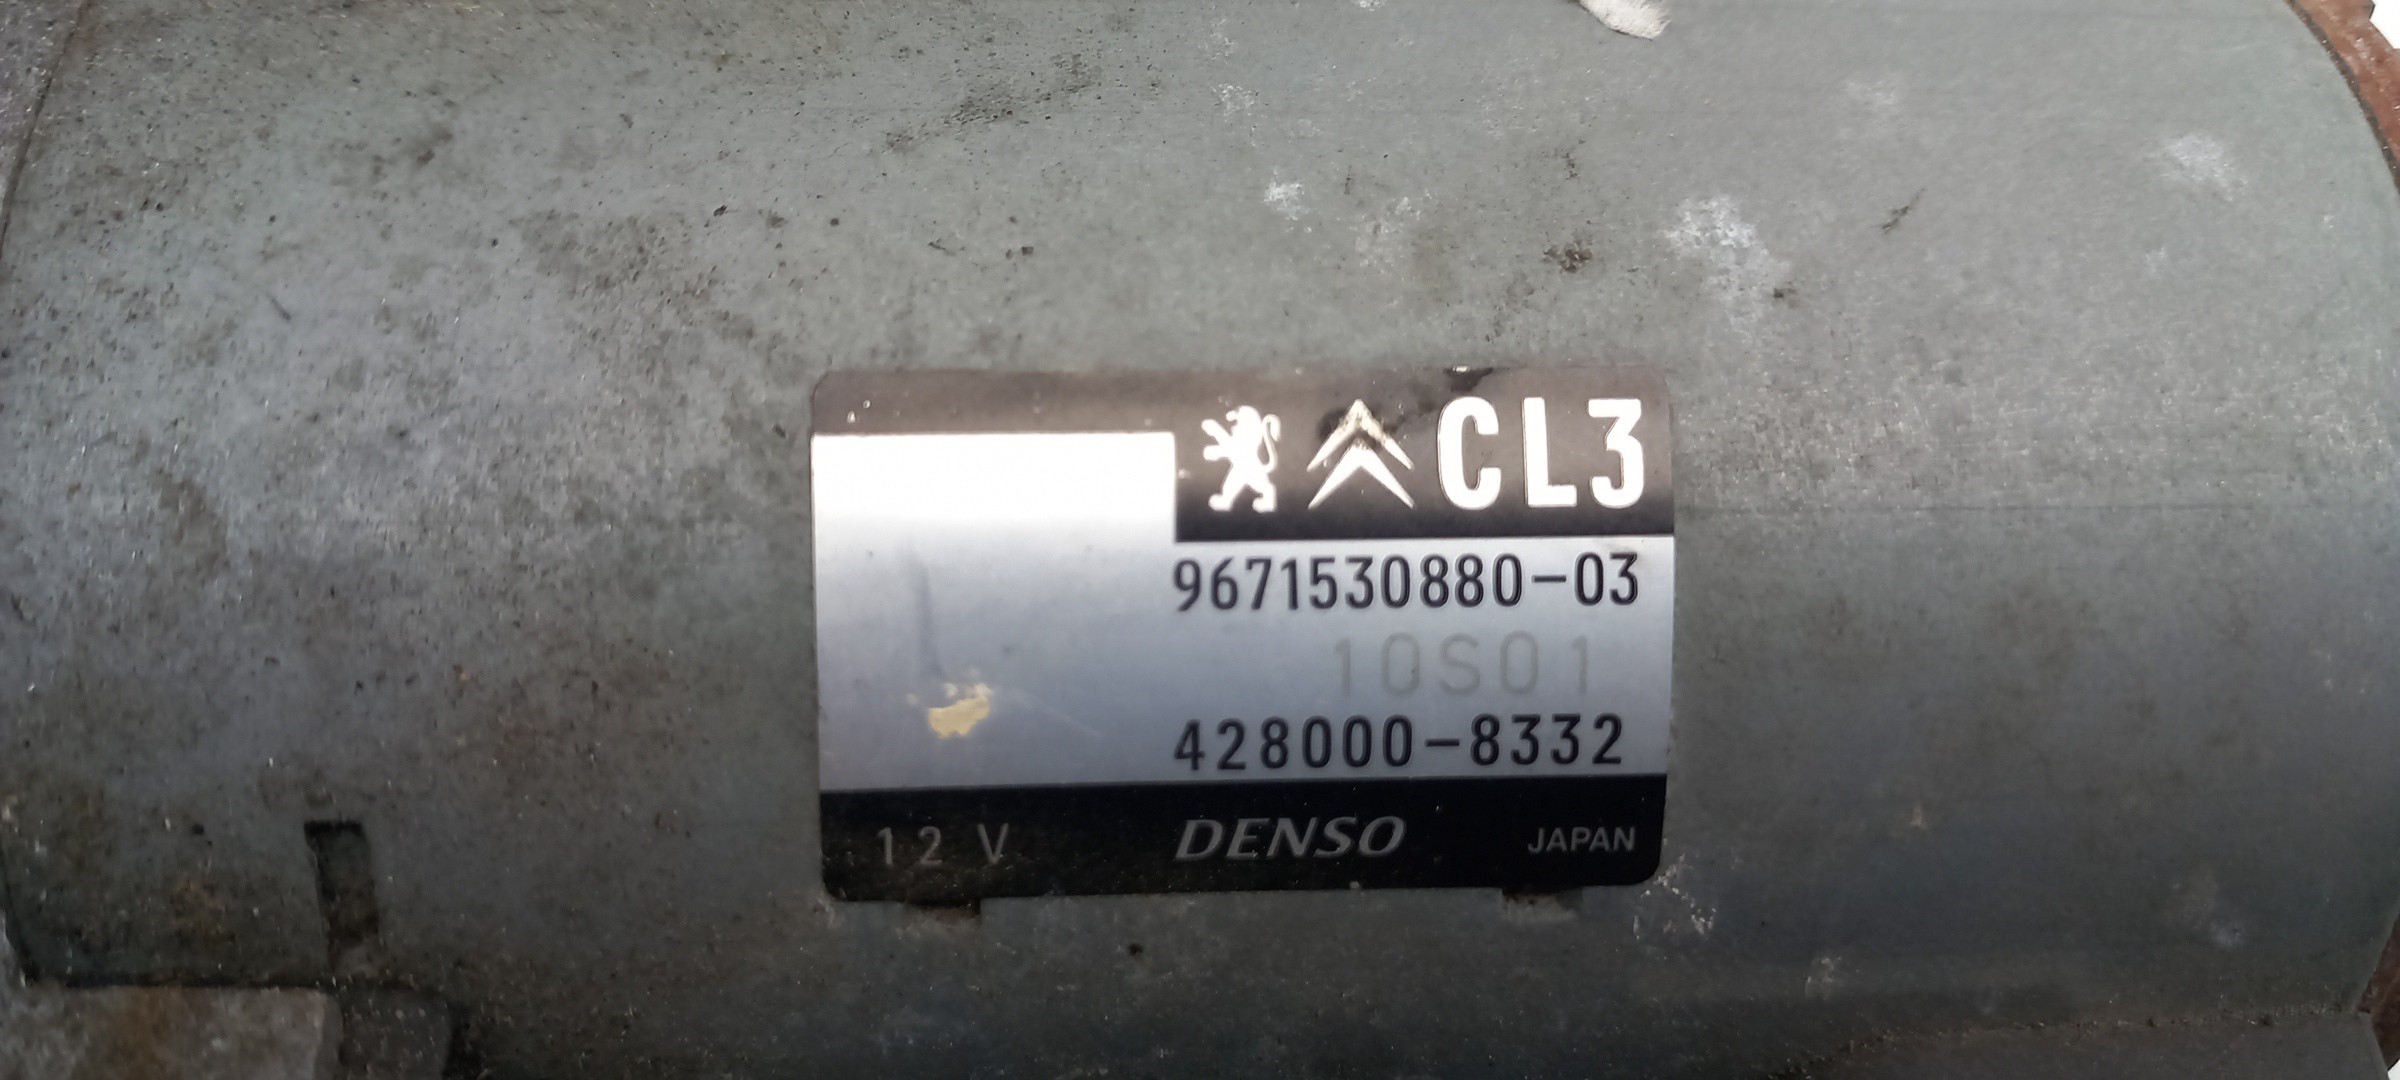 CL3
9671530880-03
10S01
428000-8332
12 V DENSO JAPAN